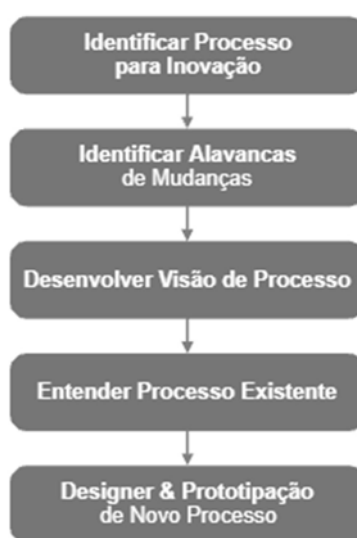 Identificar Processo
para Inovação
Identificar Alavancas
de Mudanças
Desenvolver Visão de Processo
Entender Processo Existente
Designer & Prototipação
de Novo Processo